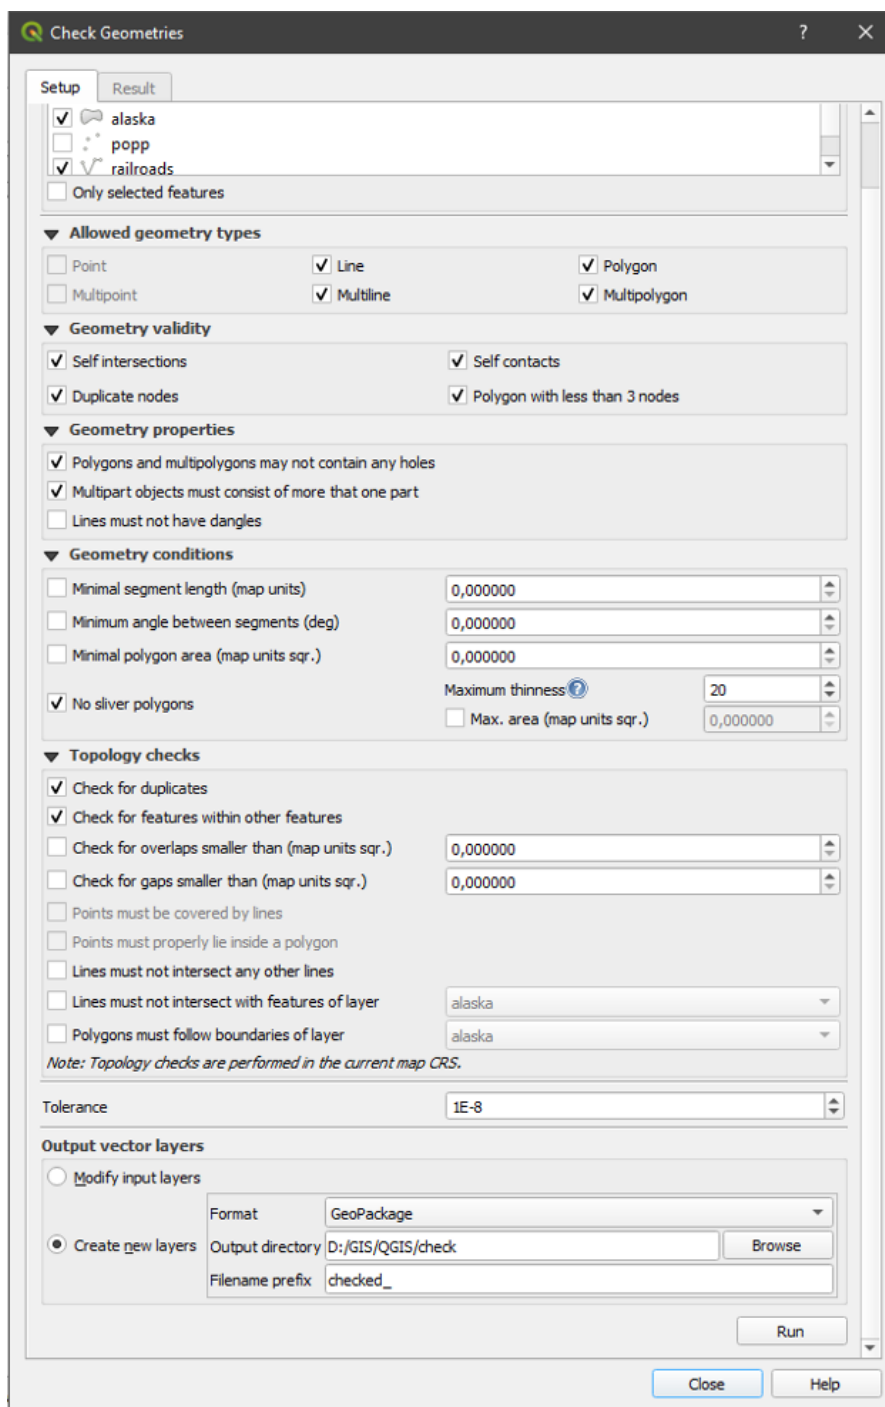 Check Geometries ? ×
Setup Result
alaska
popp
railroads
Only selected features
Allowed geometry types
Point Line Polygon
Multipoint Multiline Multipolygon
Geometry validity
Self intersections Self contacts
Duplicate nodes Polygon with less than 3 nodes
Geometry properties
Polygons and multipolygons may not contain any holes
Multipart objects must consist of more that one part
Lines must not have dangles
Geometry conditions
Minimal segment length (map units) 0,000000
Minimum angle between segments (deg) 0,000000
Minimal polygon area (map units sqr.) 0,000000
No sliver polygons Maximum thinness ? 20
Max. area (map units sqr.) 0,000000
Topology checks
Check for duplicates
Check for features within other features
Check for overlaps smaller than (map units sqr.) 0,000000
Check for gaps smaller than (map units sqr.) 0,000000
Points must be covered by lines
Points must properly lie inside a polygon
Lines must not intersect any other lines
Lines must not intersect with features of layer alaska
Polygons must follow boundaries of layer alaska
Note: Topology checks are performed in the current map CRS.
Tolerance 1E-8
Output vector layers
Modify input layers
Format GeoPackage
Create new layers Output directory D:/GIS/QGIS/check Browse
Filename prefix checked_
Run
Close Help